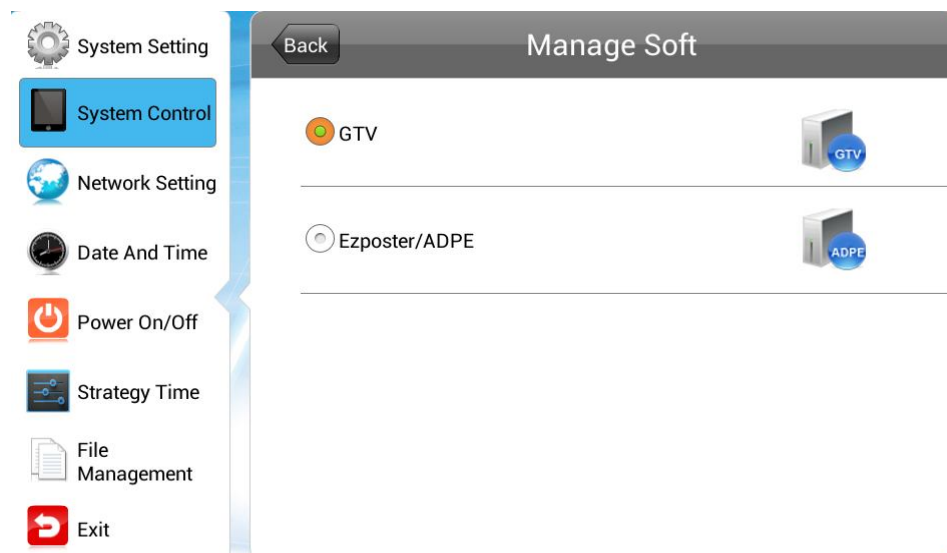 System Setting
System Control
Network Setting
Date And Time
Power On/Off
Strategy Time
File
Management
Exit
Back
Manage Soft
GTV
GTV
Ezposter/ADPE
ADPE